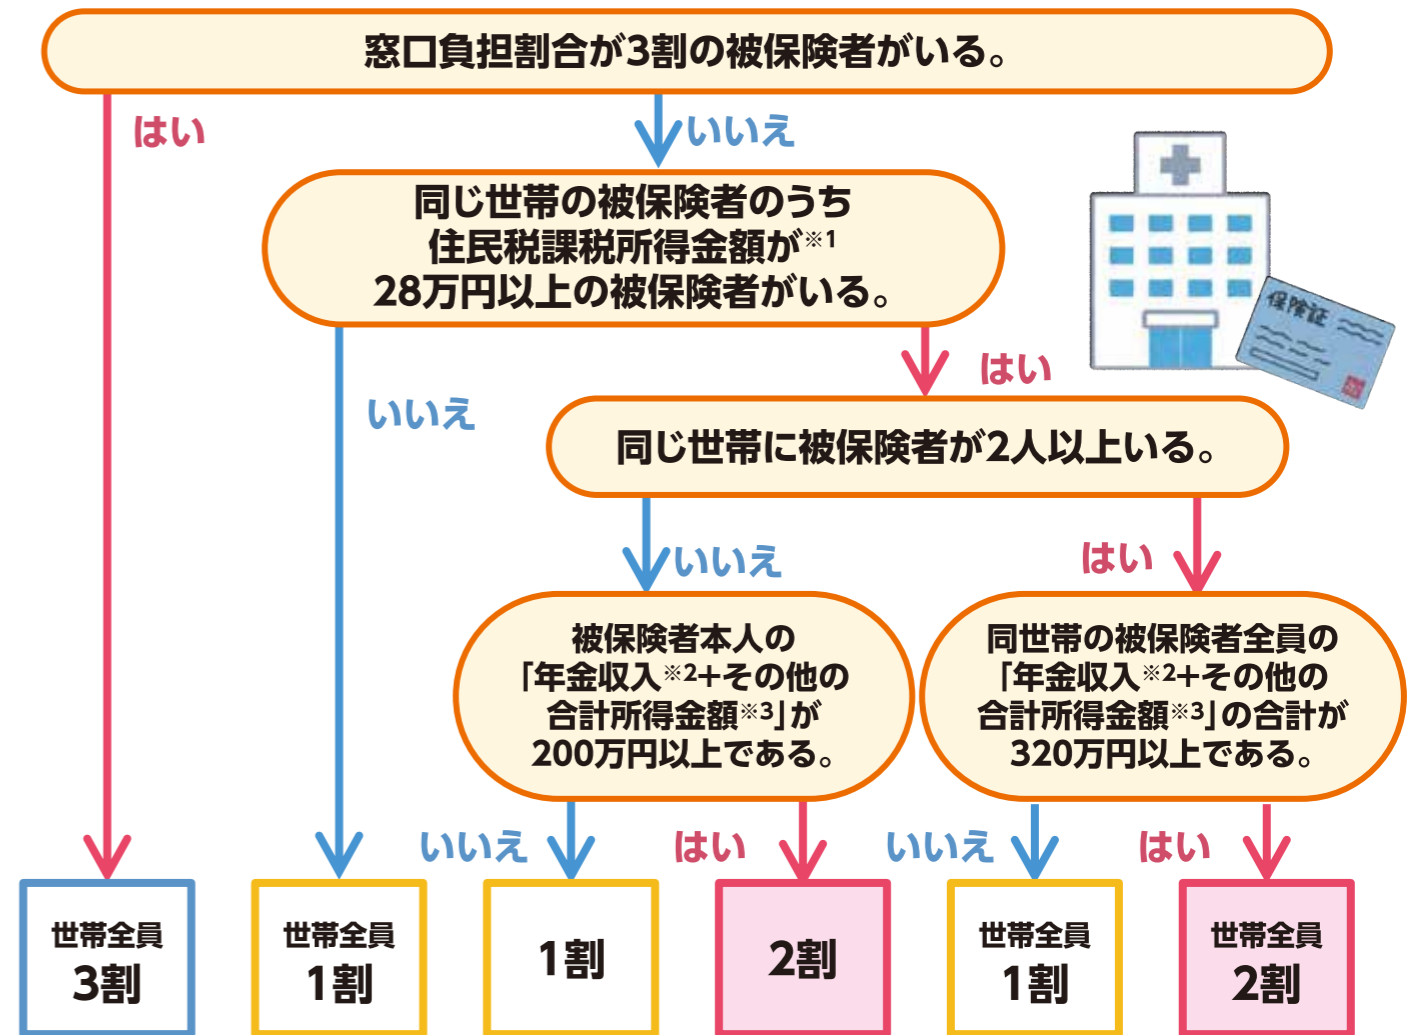 窓口負担割合が3割の被保険者がいる。
はい
いいえ
同じ世帯の被保険者のうち
住民税課税所得金額が※1
28万円以上の被保険者がいる。
保険証
いいえ
はい
同じ世帯に被保険者が2人以上いる。
いいえ
はい
被保険者本人の
「年金収入※2+その他の
合計所得金額※3」が
200万円以上である。
同世帯の被保険者全員の
「年金収入※2+その他の
合計所得金額※3」の合計が
320万円以上である。
いいえ
はい
いいえ
はい
世帯全員
3割
世帯全員
1割
1割
2割
世帯全員
1割
世帯全員
2割